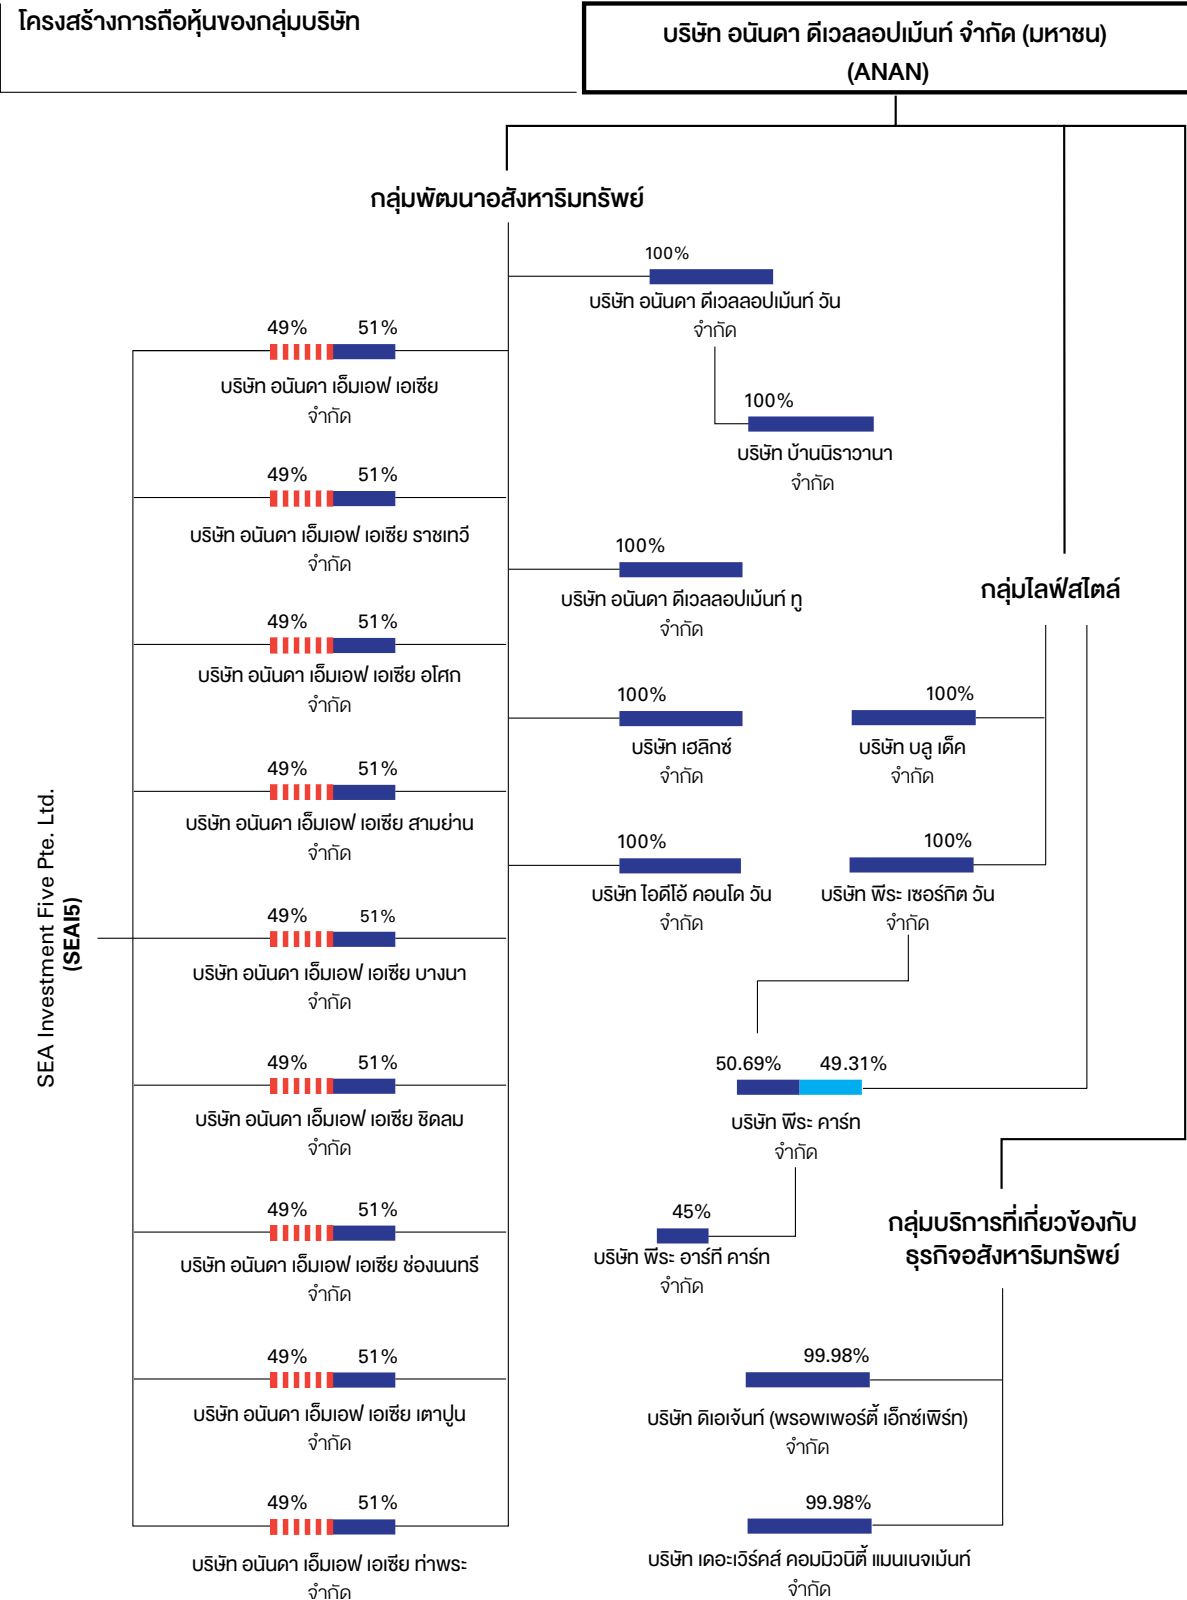 โครงสร้างการถือหุ้นของกลุ่มบริษัท
บริษัท อนันดา ดีเวลลอปเม้นท์ จำกัด (มหาชน)
(ANAN)
กลุ่มพัฒนาอสังหาริมทรัพย์
100%
บริษัท อนันดา ดีเวลลอปเม้นท์ วัน
จำกัด
100%
บริษัท บ้านนิราวานา
จำกัด
100%
บริษัท อนันดา ดีเวลลอปเม้นท์ ทู
จำกัด
100%
บริษัท เฮลิกซ์
จำกัด
100%
บริษัท ไอดีโอ้ คอนโด วัน
จำกัด
SEA Investment Five Pte. Ltd.
(SEAI5)
49% 51%
บริษัท อนันดา เอ็มเอฟ เอเซีย
จำกัด
49% 51%
บริษัท อนันดา เอ็มเอฟ เอเซีย ราชเทวี
จำกัด
49% 51%
บริษัท อนันดา เอ็มเอฟ เอเซีย อโศก
จำกัด
49% 51%
บริษัท อนันดา เอ็มเอฟ เอเซีย สามย่าน
จำกัด
49% 51%
บริษัท อนันดา เอ็มเอฟ เอเซีย บางนา
จำกัด
49% 51%
บริษัท อนันดา เอ็มเอฟ เอเซีย ชิดลม
จำกัด
49% 51%
บริษัท อนันดา เอ็มเอฟ เอเซีย ช่องนนทรี
จำกัด
49% 51%
บริษัท อนันดา เอ็มเอฟ เอเซีย เตาปูน
จำกัด
49% 51%
บริษัท อนันดา เอ็มเอฟ เอเซีย ท่าพระ
จำกัด
กลุ่มไลฟ์สไตล์
100%
บริษัท บลู เด็ค
จำกัด
100%
บริษัท พีระ เซอร์กิต วัน
จำกัด
50.69% 49.31%
บริษัท พีระ คาร์ท
จำกัด
45%
บริษัท พีระ อาร์ที คาร์ท
จำกัด
กลุ่มบริการที่เกี่ยวข้องกับ
ธุรกิจอสังหาริมทรัพย์
99.98%
บริษัท ดิเอเจ้นท์ (พรอพเพอร์ตี้ เอ็กซ์เพิร์ท)
จำกัด
99.98%
บริษัท เดอะเวิร์คส์ คอมมิวนิตี้ แมนเนจเม้นท์
จำกัด